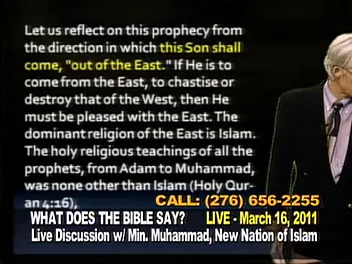 Let us reflect on this prophecy from
the direction in which this Son shall
come, "out of the East." If He is to
come from the East, to chastise or
destroy that of the West, then He
must be pleased with the East. The
dominant religion of the East is Islam.
The holy religious teachings of all the
prophets, from Adam to Muhammad,
was none other than Islam (Holy Qur-
an 4:16),
CALL: (276) 656-2255
WHAT DOES THE BIBLE SAY? LIVE - March 16, 2011
Live Discussion w/ Min. Muhammad, New Nation of Islam